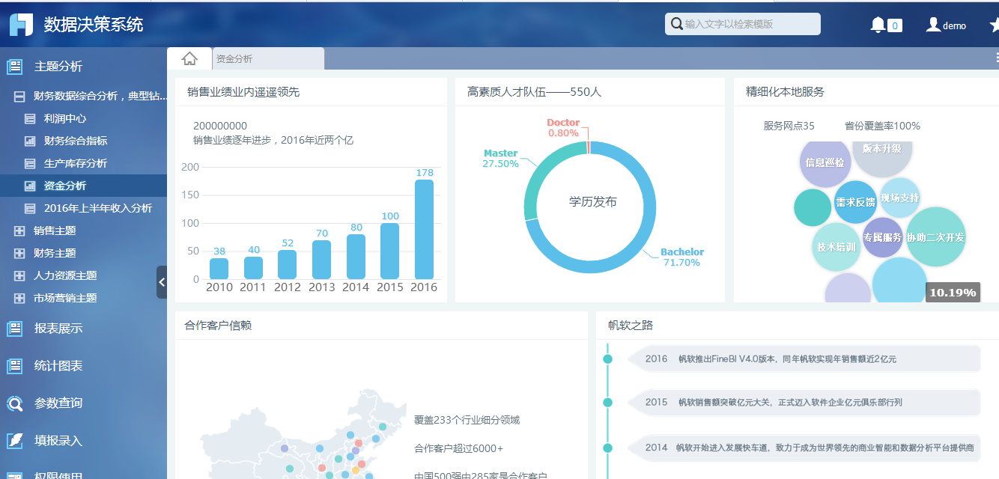 数据决策系统
输入文字以检索模版
0
demo
主题分析
财务数据综合分析，典型钻...
利润中心
财务综合指标
生产库存分析
资金分析
2016年上半年收入分析
销售主题
财务主题
人力资源主题
市场营销主题
报表展示
统计图表
参数查询
填报录入
权限使用
资金分析
销售业绩业内遥遥领先
200000000
销售业绩逐年进步，2016年近两个亿
200
150
100
50
0
38
40
52
70
80
100
178
2010 2011 2012 2013 2014 2015 2016
高素质人才队伍——550人
Doctor
0.80%
Master
27.50%
学历发布
Bachelor
71.70%
精细化本地服务
服务网点35 省份覆盖率100%
版本升级
信息巡检
需求反馈
现场支持
专属服务
协助二次开发
技术培训
10.19%
合作客户信赖
覆盖233个行业细分领域
合作客户超过6000+
中国500强中285家是合作客户
帆软之路
2016 帆软推出FineBI V4.0版本，同年帆软实现年销售额近2亿元
2015 帆软销售额突破亿元大关，正式迈入软件企业亿元俱乐部行列
2014 帆软开始进入发展快车道，致力于成为世界领先的商业智能和数据分析平台提供商